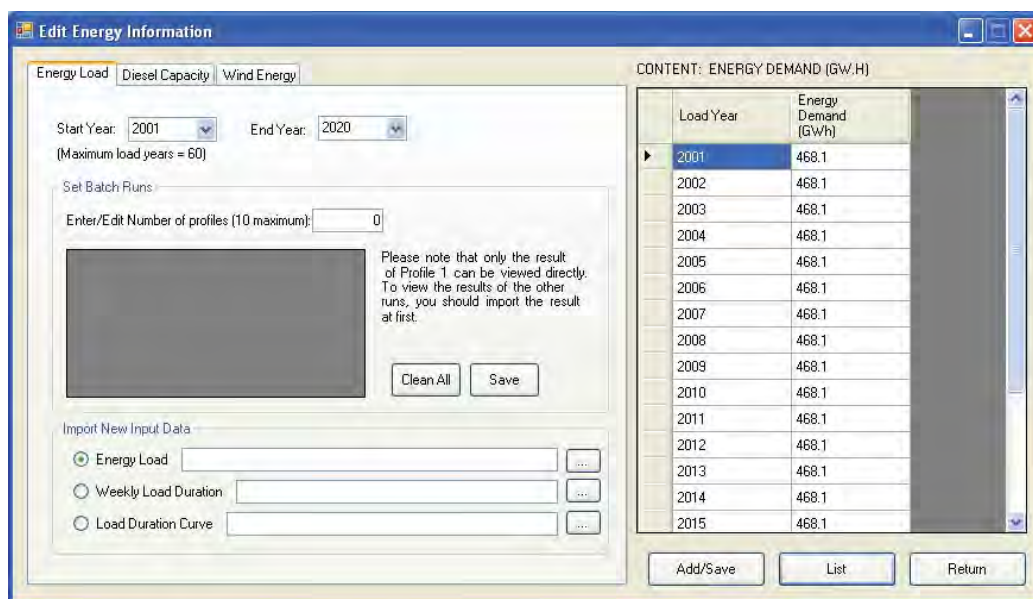 Edit Energy Information
Energy Load Diesel Capacity Wind Energy
Start Year: 2001 End Year: 2020
(Maximum load years = 60)
Set Batch Runs
Enter/Edit Number of profiles (10 maximum): 0
Please note that only the result
of Profile 1 can be viewed directly.
To view the results of the other
runs, you should import the result
at first.
Clean All Save
Import New Input Data
Energy Load ...
Weekly Load Duration ...
Load Duration Curve ...
CONTENT: ENERGY DEMAND (GW.H)
Load Year Energy
Demand
(GWh)
2001 468.1
2002 468.1
2003 468.1
2004 468.1
2005 468.1
2006 468.1
2007 468.1
2008 468.1
2009 468.1
2010 468.1
2011 468.1
2012 468.1
2013 468.1
2014 468.1
2015 468.1
Add/Save List Return